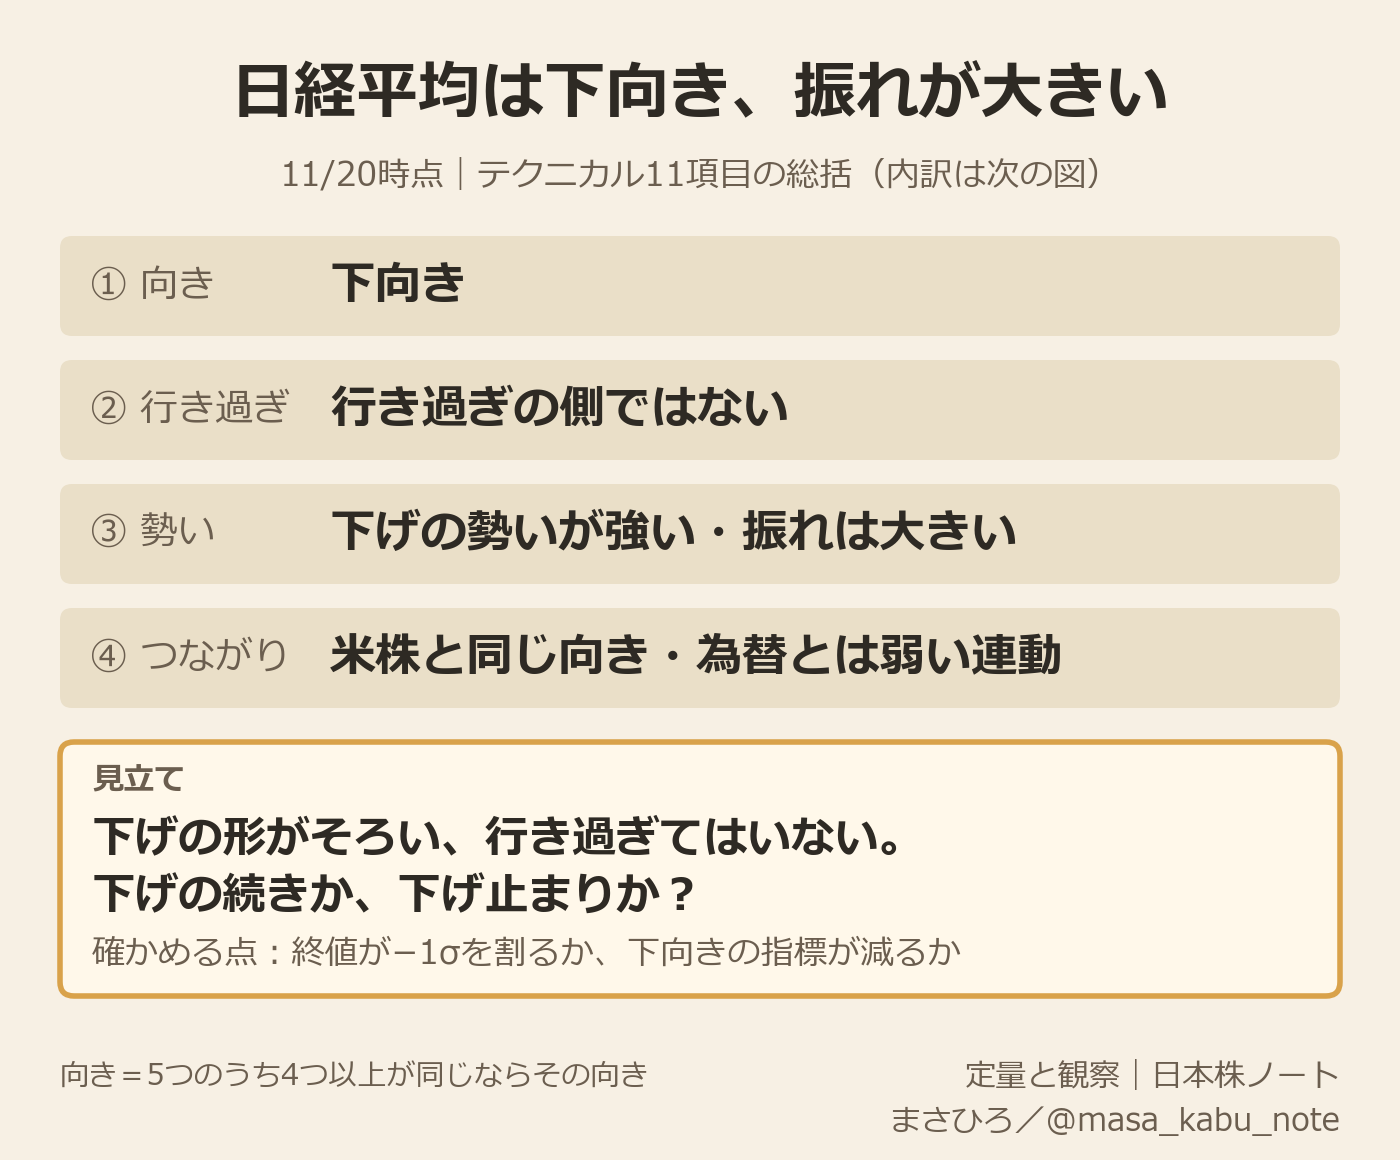 日経平均は下向き、振れが大きい
11/20時点｜テクニカル11項目の総括（内訳は次の図）
① 向き 下向き
② 行き過ぎ 行き過ぎの側ではない
③ 勢い 下げの勢いが強い・振れは大きい
④ つながり 米株と同じ向き・為替とは弱い連動
見立て
下げの形がそろい、行き過ぎてはいない。
下げの続きか、下げ止まりか？
確かめる点：終値が−1σを割るか、下向きの指標が減るか
向き＝5つのうち4つ以上が同じならその向き
定量と観察｜日本株ノート
まさひろ／@masa_kabu_note